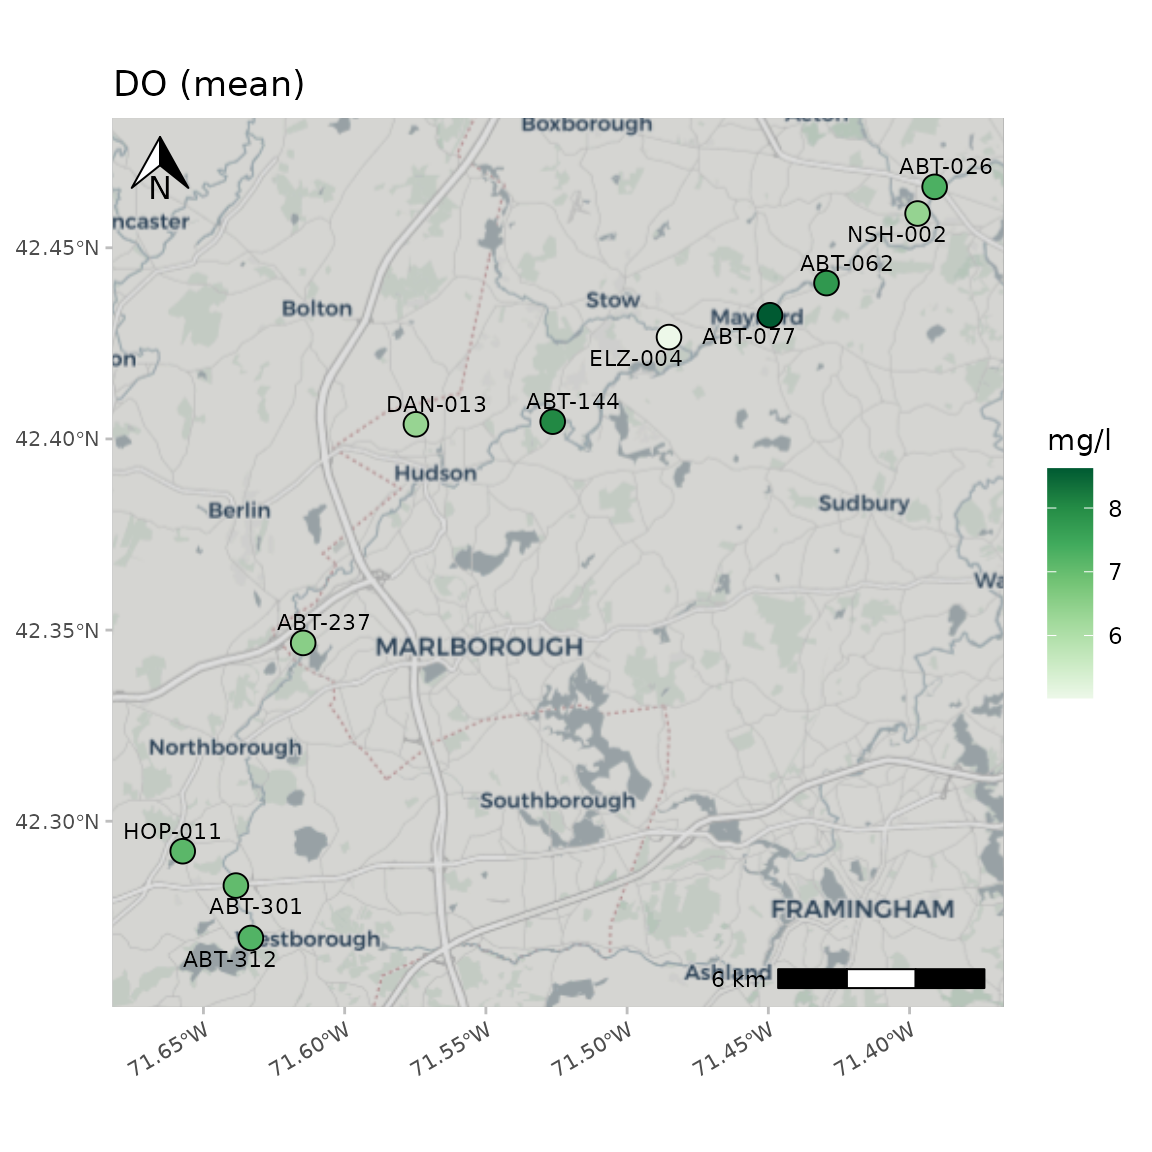 DO (mean)
Boxborough
Acton
ABT-026
N
ncaster
NSH-002
42.45°N
ABT-062
Stow
Bolton
ABT-077
ELZ-004
on
DAN-013
ABT-144
mg/l
42.40°N
Hudson
Sudbury
8
Berlin
7
Wa
ABT-237
42.35°N
6
MARLBOROUGH
Northborough
Southborough
42.30°N
HOP-011
ABT-301
FRAMINGHAM
estborough
ABT-312
Ashland
6 km
71.65°W
71.60°W
71.55°W
71.50°W
71.45°W
71.40°W